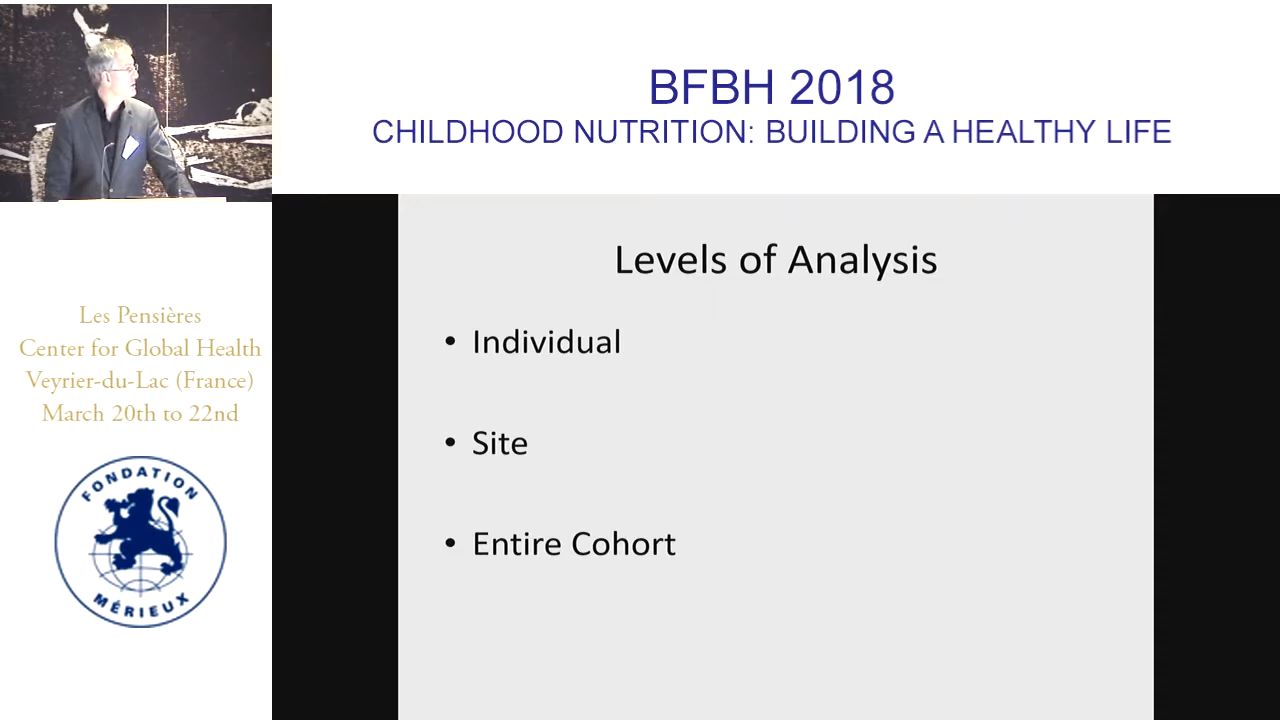 BFBH 2018
CHILDHOOD NUTRITION: BUILDING A HEALTHY LIFE
Levels of Analysis
• Individual
• Site
• Entire Cohort
Les Pensières
Center for Global Health
Veyrier-du-Lac (France)
March 20th to 22nd
FONDATION
MÉRIEUX